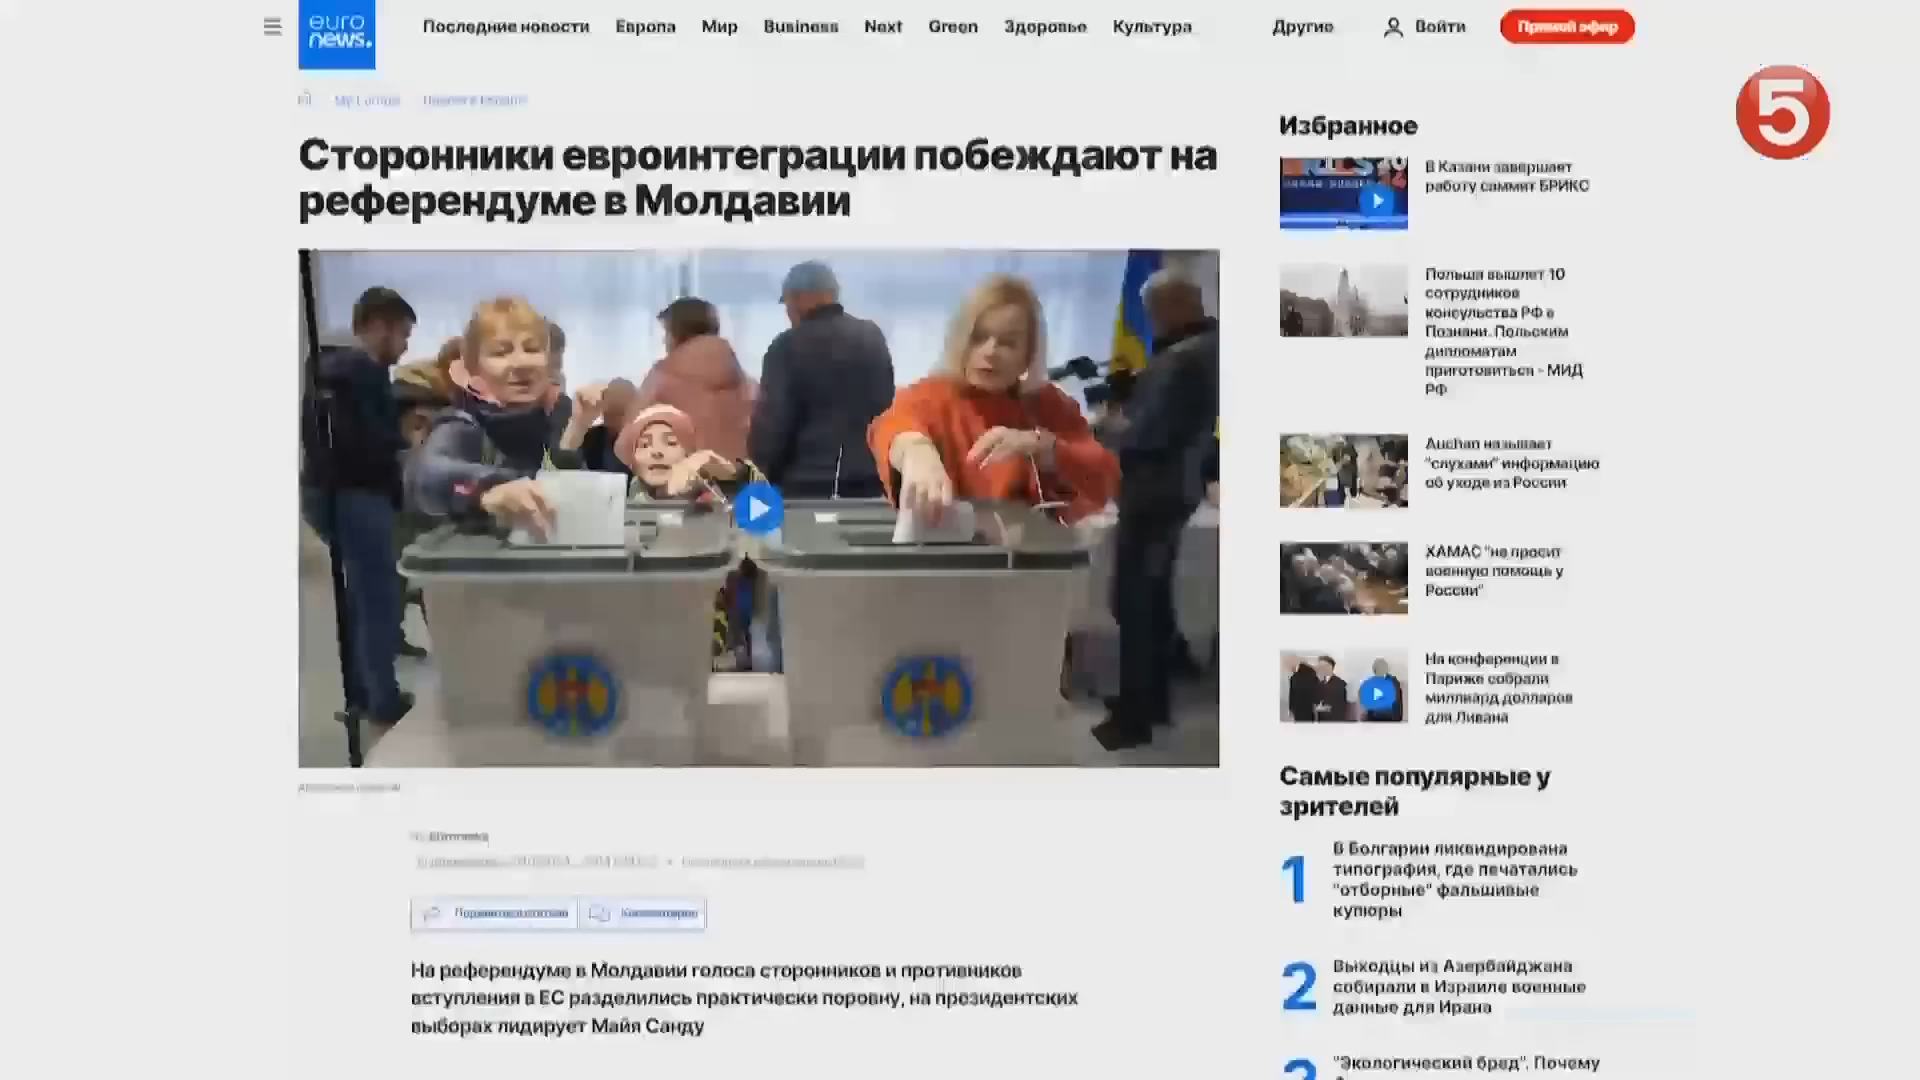 euro
news.
Последние новости Европа Мир Business Next Green Здоровье Культура
Другие Войти Прямой эфир
5
My Europe
Сторонники евроинтеграции побеждают на
референдуме в Молдавии
На референдуме в Молдавии голоса сторонников и противников
вступления в ЕС разделились практически поровну, на президентских
выборах лидирует Майя Санду
Избранное
В Казани завершает
работу саммит БРИКС
Польша вышлет 10
сотрудников
консульства РФ в
Познани. Польским
дипломатам
приготовиться - МИД
РФ
Auchan называет
"слухами" информацию
об уходе из России
ХАМАС "не просит
военную помощь у
России"
На конференции в
Париже собрали
миллиард долларов
для Ливана
Самые популярные у
зрителей
1
В Болгарии ликвидирована
типография, где печатались
"отборные" фальшивые
купюры
2
Выходцы из Азербайджана
собирали в Израиле военные
данные для Ирана
"Экологический бред". Почему